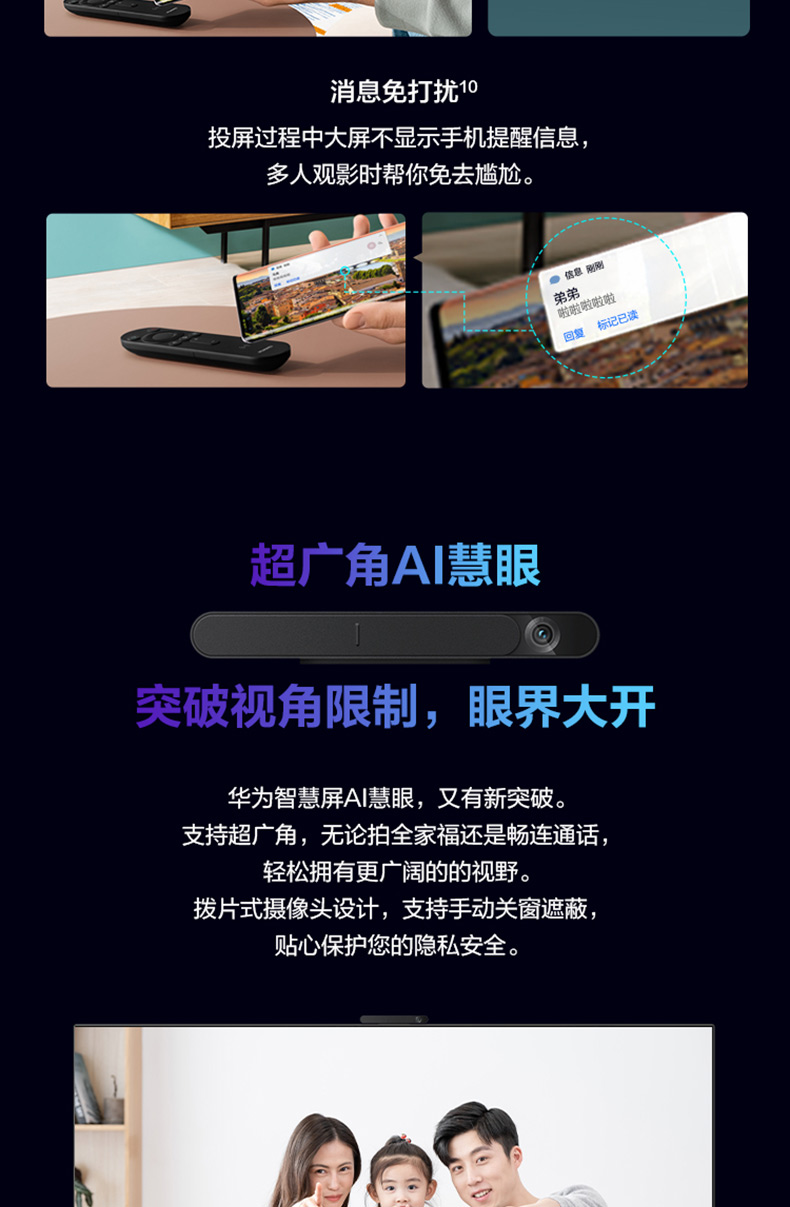 消息免打扰10
投屏过程中大屏不显示手机提醒信息，
多人观影时帮你免去尴尬。
信息 刚刚
弟弟
啦啦啦啦啦
回复 标记已读
超广角AI慧眼
突破视角限制，眼界大开
华为智慧屏AI慧眼，又有新突破。
支持超广角，无论拍全家福还是畅连通话，
轻松拥有更广阔的的视野。
拨片式摄像头设计，支持手动关窗遮蔽，
贴心保护您的隐私安全。